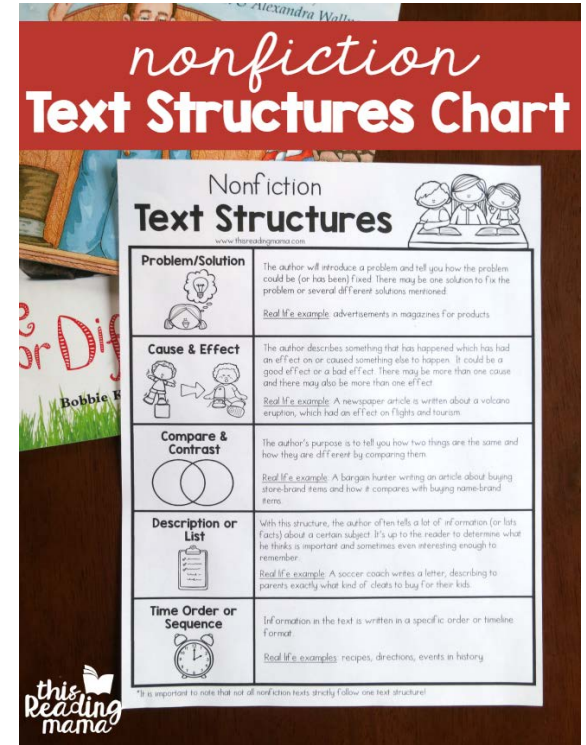 Alexandra Wall
nonfiction
Text Structures Chart
Nonfiction
Text Structures
www.thisreadingmama.com
Problem/Solution
The author will introduce a problem and tell you how the problem
could be (or has been) fixed. There may be one solution to fix the
problem or several different solutions mentioned.
Real life example: advertisements in magazines for products.
Cause & Effect
The author describes something that has happened which has had
an effect on or caused something else to happen. It could be a
good effect or a bad effect. There may be more than one cause
and there may also be more than one effect.
Real life example: A newspaper article is written about a volcano
eruption, which had an effect on flights and tourism.
Compare &
Contrast
The author's purpose is to tell you how two things are the same and
how they are different by comparing them.
Real life example: A bargain hunter writing an article about buying
store-brand items and how it compares with buying name-brand
items.
Description or
List
With this structure, the author often tells a lot of information (or lists
facts) about a certain subject. It's up to the reader to determine what
he thinks is important and sometimes even interesting enough to
remember.
Real life example: A soccer coach writes a letter, describing to
parents exactly what kind of cleats to buy for their kids.
Time Order or
Sequence
Information in the text is written in a specific order or timeline
format.
Real life examples: recipes, directions, events in history
*It is important to note that not all nonfiction texts strictly follow one text structure!
or Dif
Bobbie K
this
Reading
mama